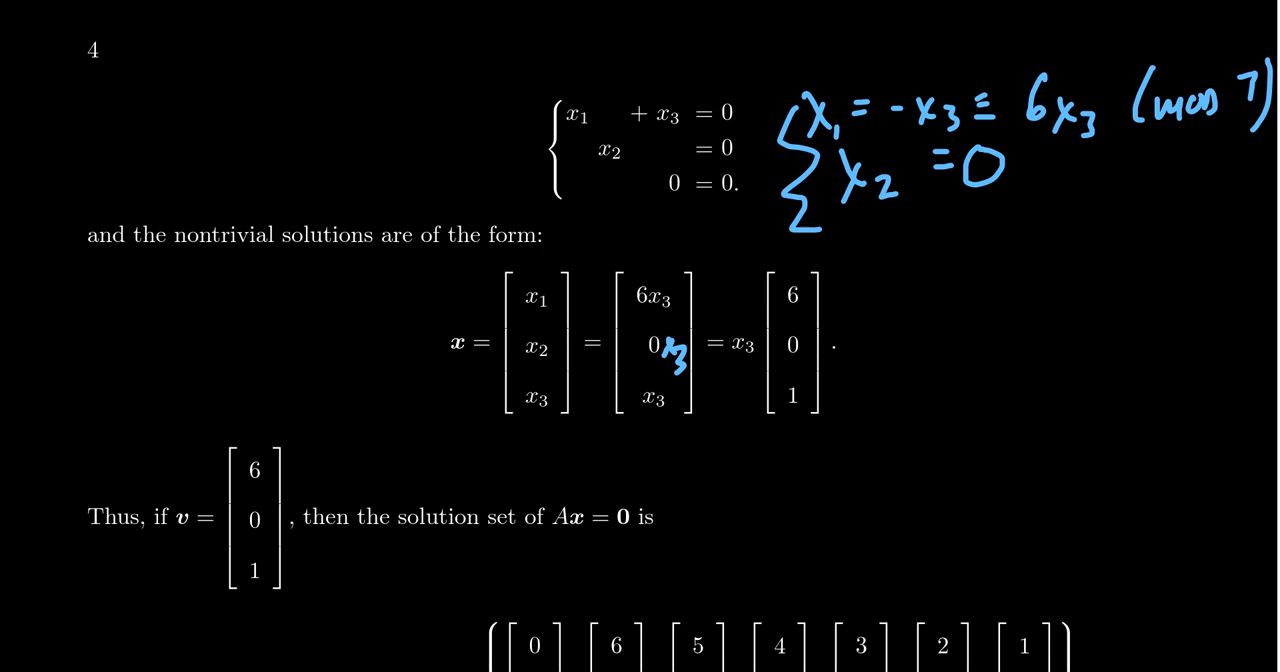 4
x₁ + x₃ = 0
x₁ = -x₃ ≡ 6x₃ (mod 7)
x₂ = 0
x₂ = 0
0 = 0.
and the nontrivial solutions are of the form:
x = [x₁ x₂ x₃] = [6x₃ 0x₃ x₃] = x₃ [6 0 1].
Thus, if v = [6 0 1], then the solution set of Ax = 0 is
0 6 5 4 3 2 1